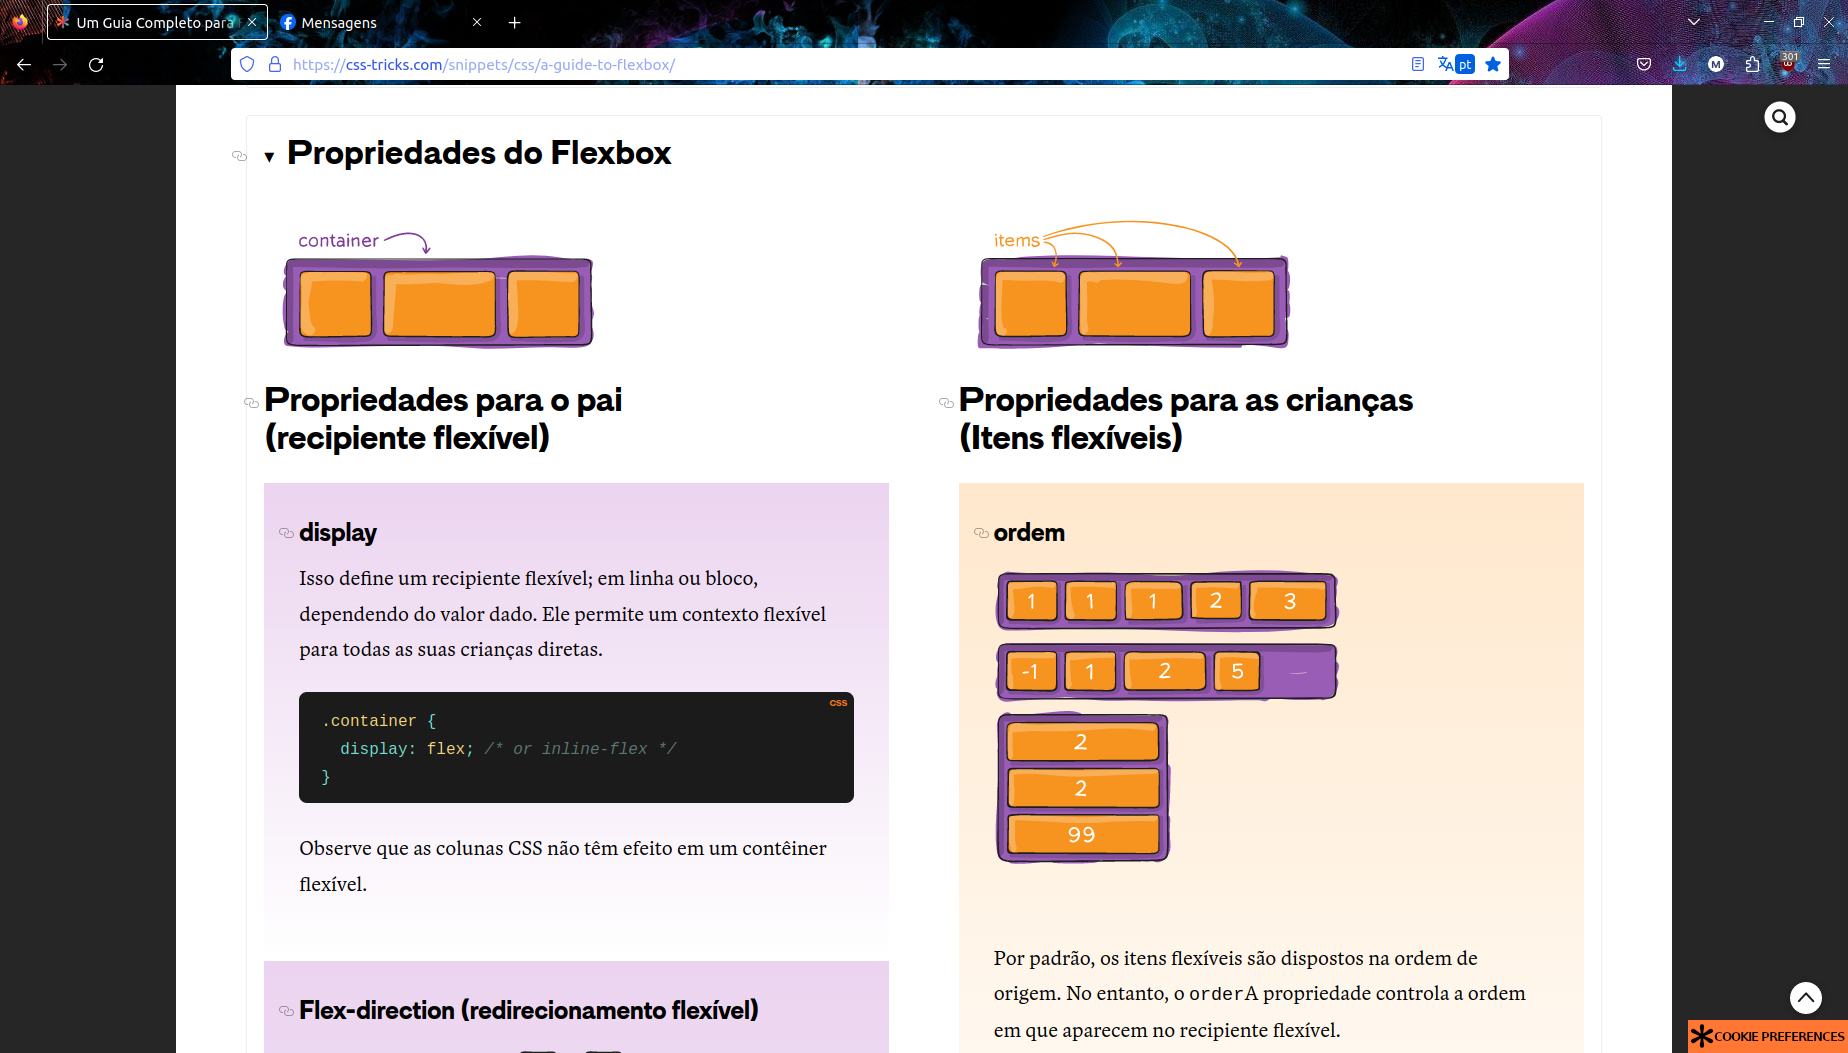 Um Guia Completo para
Mensagens
https://css-tricks.com/snippets/css/a-guide-to-flexbox/
pt
M
301
Propriedades do Flexbox
container
items
Propriedades para o pai
(recipiente flexível)
Propriedades para as crianças
(Itens flexíveis)
display
Isso define um recipiente flexível; em linha ou bloco,
dependendo do valor dado. Ele permite um contexto flexível
para todas as suas crianças diretas.
CSS
.container {
display: flex; /* or inline-flex */
}
Observe que as colunas CSS não têm efeito em um contêiner
flexível.
Flex-direction (redirecionamento flexível)
ordem
1 1 1 2 3
-1 1 2 5
2
2
99
Por padrão, os itens flexíveis são dispostos na ordem de
origem. No entanto, o orderA propriedade controla a ordem
em que aparecem no recipiente flexível.
COOKIE PREFERENCES